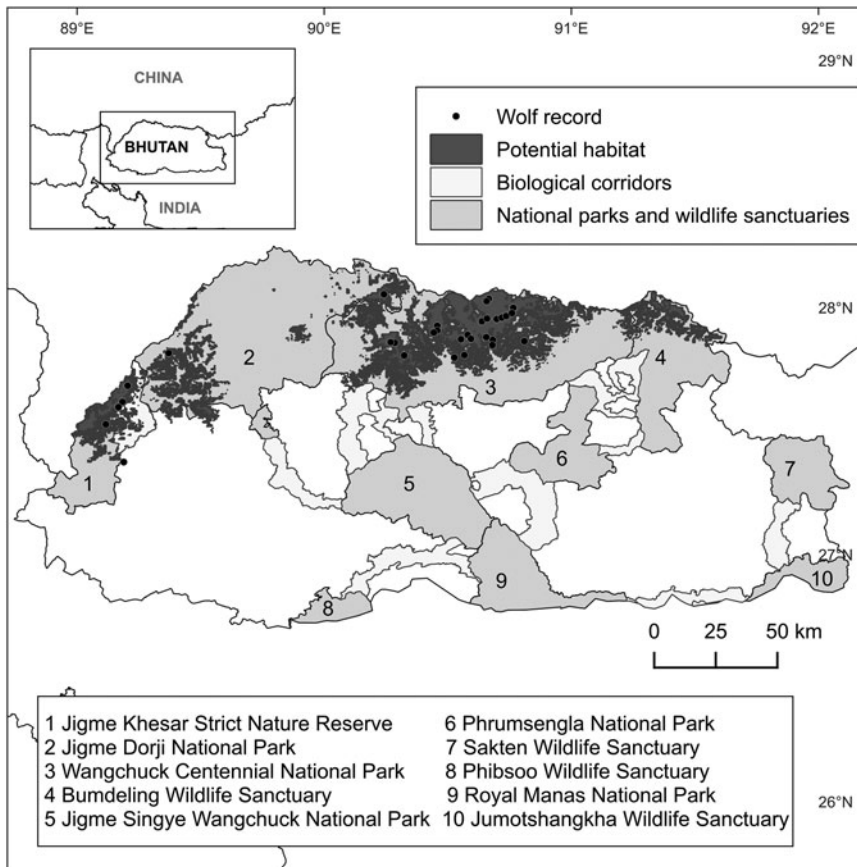 89°E 90°E 91°E 92°E
29°N
CHINA
BHUTAN
INDIA
Wolf record
Potential habitat
Biological corridors
National parks and wildlife sanctuaries
28°N
2
3
4
1
5
6
7
27°N
8
9
10
0 25 50 km
1 Jigme Khesar Strict Nature Reserve
2 Jigme Dorji National Park
3 Wangchuck Centennial National Park
4 Bumdeling Wildlife Sanctuary
5 Jigme Singye Wangchuck National Park
6 Phrumsengla National Park
7 Sakten Wildlife Sanctuary
8 Phibsoo Wildlife Sanctuary
9 Royal Manas National Park
10 Jumotshangkha Wildlife Sanctuary
26°N